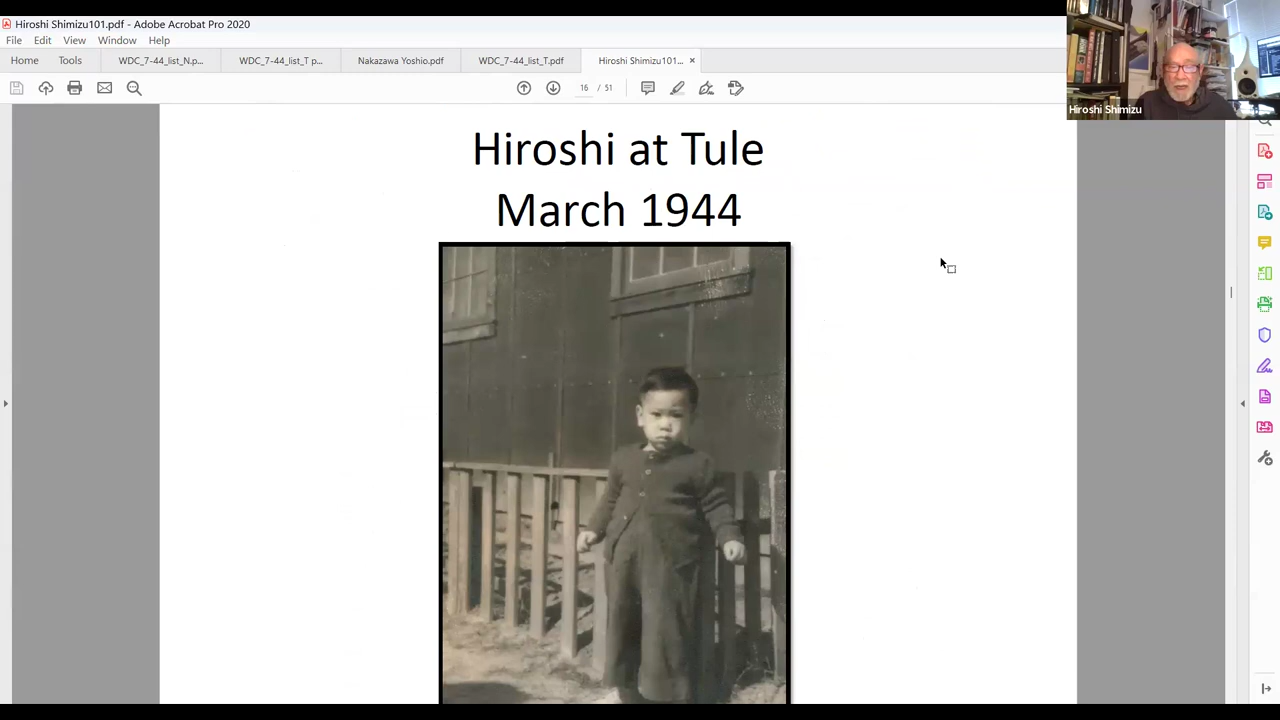 Hiroshi Shimizu101.pdf - Adobe Acrobat Pro 2020
File Edit View Window Help
Home Tools WDC_7-44_list_N.p... WDC_7-44_list_T p... Nakazawa Yoshio.pdf WDC_7-44_list_T.pdf Hiroshi Shimizu101... ×
16 / 51
Hiroshi Shimizu
Hiroshi at Tule
March 1944